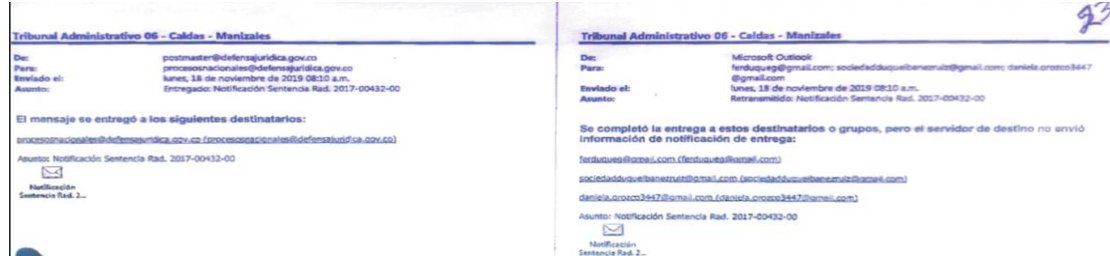 Tribunal Administrativo 06 - Caldas - Manizales
De: postmaster@defensajuridica.gov.co
Para: procesosnacionales@defensajuridica.gov.co
Enviado el: lunes, 18 de noviembre de 2019 08:10 a.m.
Asunto: Entregado: Notificación Sentencia Rad. 2017-00432-00
El mensaje se entregó a los siguientes destinatarios:
procesosnacionales@defensajuridica.gov.co (procesosnacionales@defensajuridica.gov.co)
Asunto: Notificación Sentencia Rad. 2017-00432-00
Notificación
Sentencia Rad. 2...
23
Tribunal Administrativo 06 - Caldas - Manizales
De: Microsoft Outlook
Para: ferduqueg@gmail.com; sociedadduqueibanezruiz@gmail.com; daniela.orozco3447
@gmail.com
Enviado el: lunes, 18 de noviembre de 2019 08:10 a.m.
Asunto: Retransmitido: Notificación Sentencia Rad. 2017-00432-00
Se completó la entrega a estos destinatarios o grupos, pero el servidor de destino no envió
información de notificación de entrega:
ferduqueg@gmail.com (ferduqueg@gmail.com)
sociedadduqueibanezruiz@gmail.com (sociedadduqueibanezruiz@gmail.com)
daniela.orozco3447@gmail.com (daniela.orozco3447@gmail.com)
Asunto: Notificación Sentencia Rad. 2017-00432-00
Notificación
Sentencia Rad. 2...